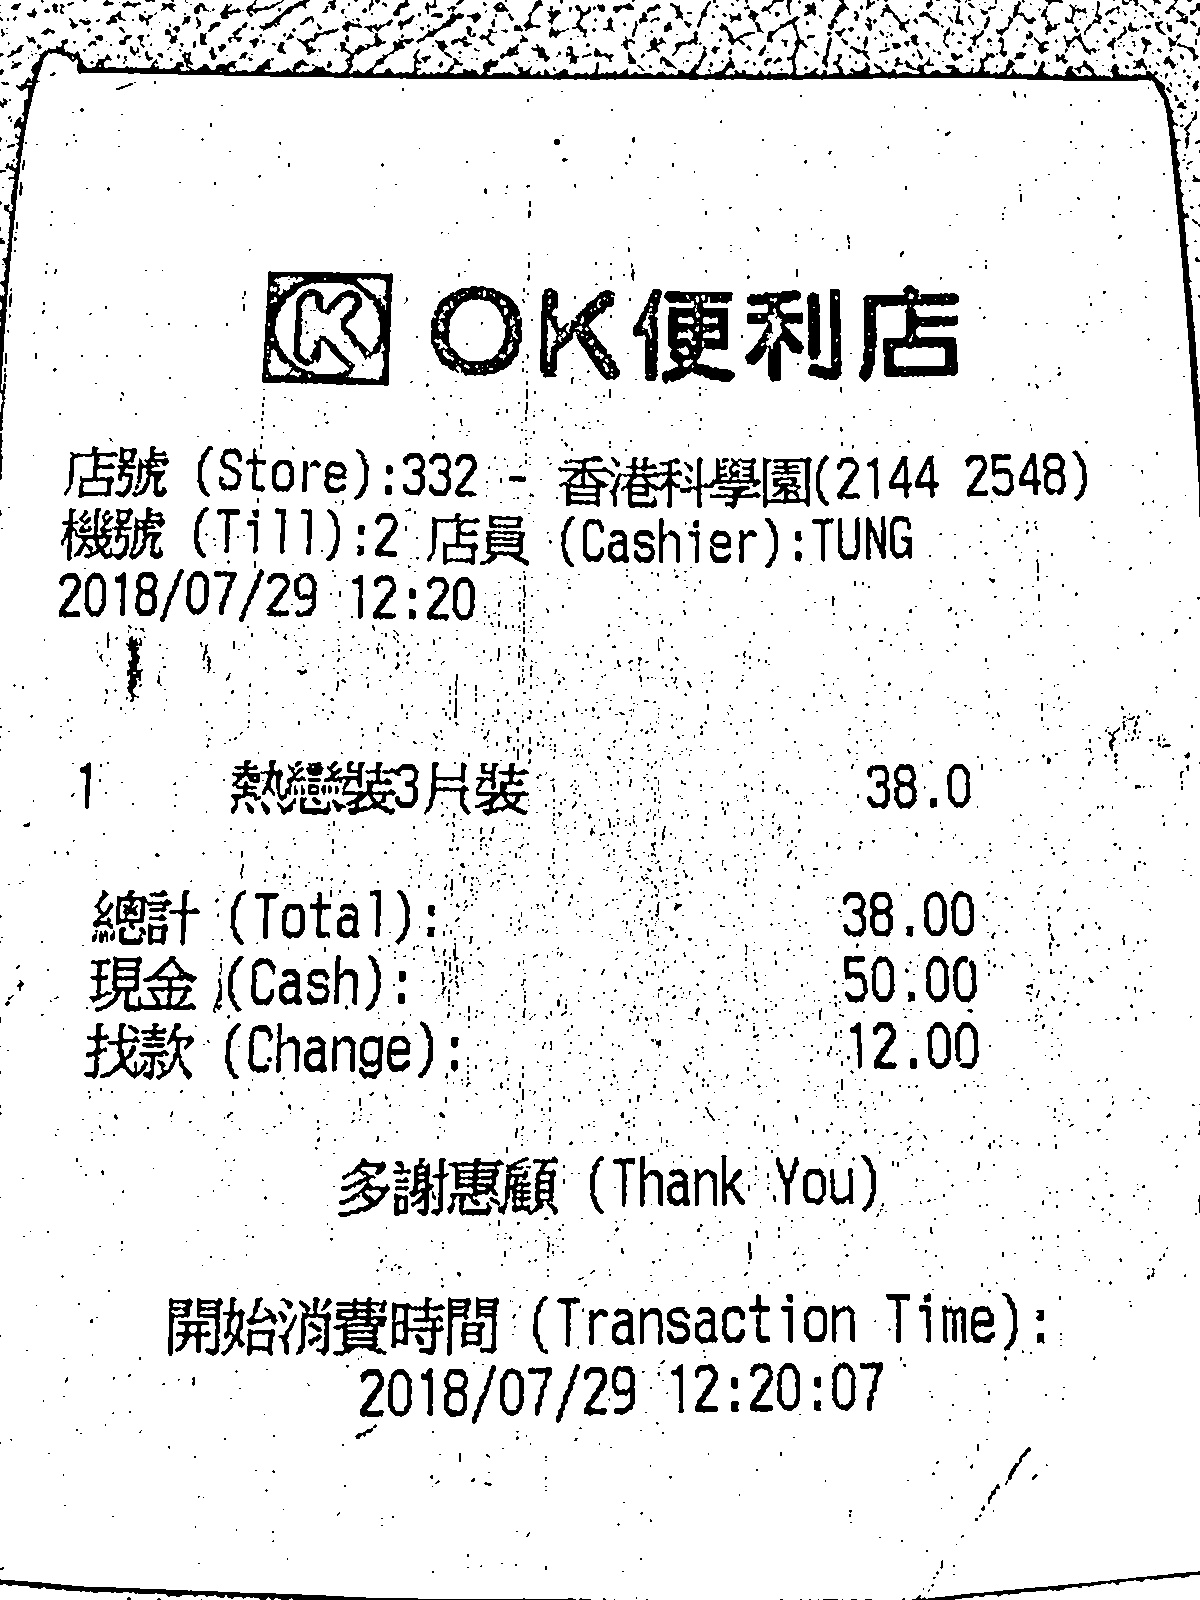 OK便利店
店號 (Store):332 - 香港科學園(2144 2548)
機號 (Till):2 店員 (Cashier):TUNG
2018/07/29 12:20
1 熱戀裝3片裝 38.0
總計 (Total): 38.00
現金 (Cash): 50.00
找款 (Change): 12.00
多謝惠顧 (Thank You)
開始消費時間 (Transaction Time):
2018/07/29 12:20:07